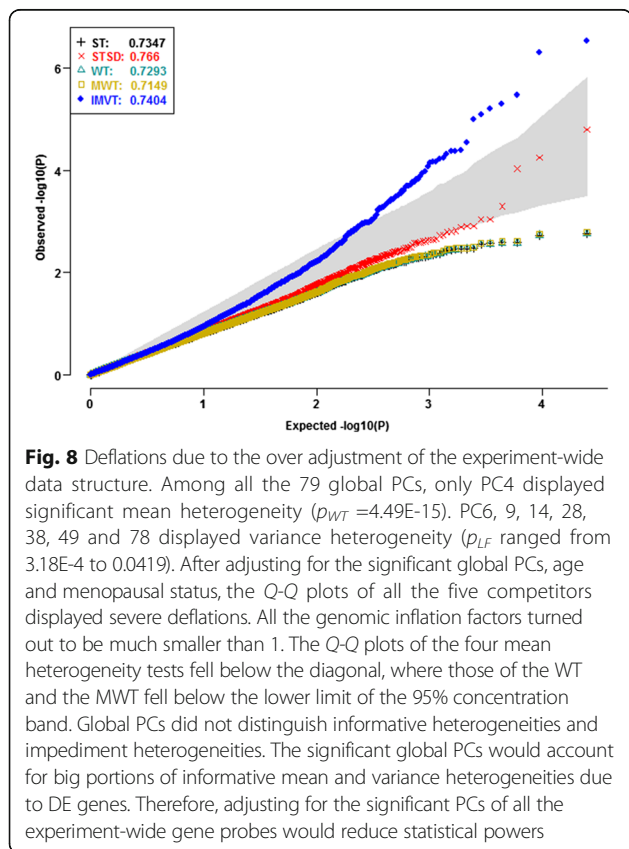 + ST: 0.7347
× STSD: 0.766
△ WT: 0.7293
□ MWT: 0.7149
◆ IMVT: 0.7404
Observed -log10(P)
6
4
2
0
0 1 2 3 4
Expected -log10(P)
Fig. 8 Deflations due to the over adjustment of the experiment-wide
data structure. Among all the 79 global PCs, only PC4 displayed
significant mean heterogeneity (pWT =4.49E-15). PC6, 9, 14, 28,
38, 49 and 78 displayed variance heterogeneity (pLF ranged from
3.18E-4 to 0.0419). After adjusting for the significant global PCs, age
and menopausal status, the Q-Q plots of all the five competitors
displayed severe deflations. All the genomic inflation factors turned
out to be much smaller than 1. The Q-Q plots of the four mean
heterogeneity tests fell below the diagonal, where those of the WT
and the MWT fell below the lower limit of the 95% concentration
band. Global PCs did not distinguish informative heterogeneities and
impediment heterogeneities. The significant global PCs would account
for big portions of informative mean and variance heterogeneities due
to DE genes. Therefore, adjusting for the significant PCs of all the
experiment-wide gene probes would reduce statistical powers